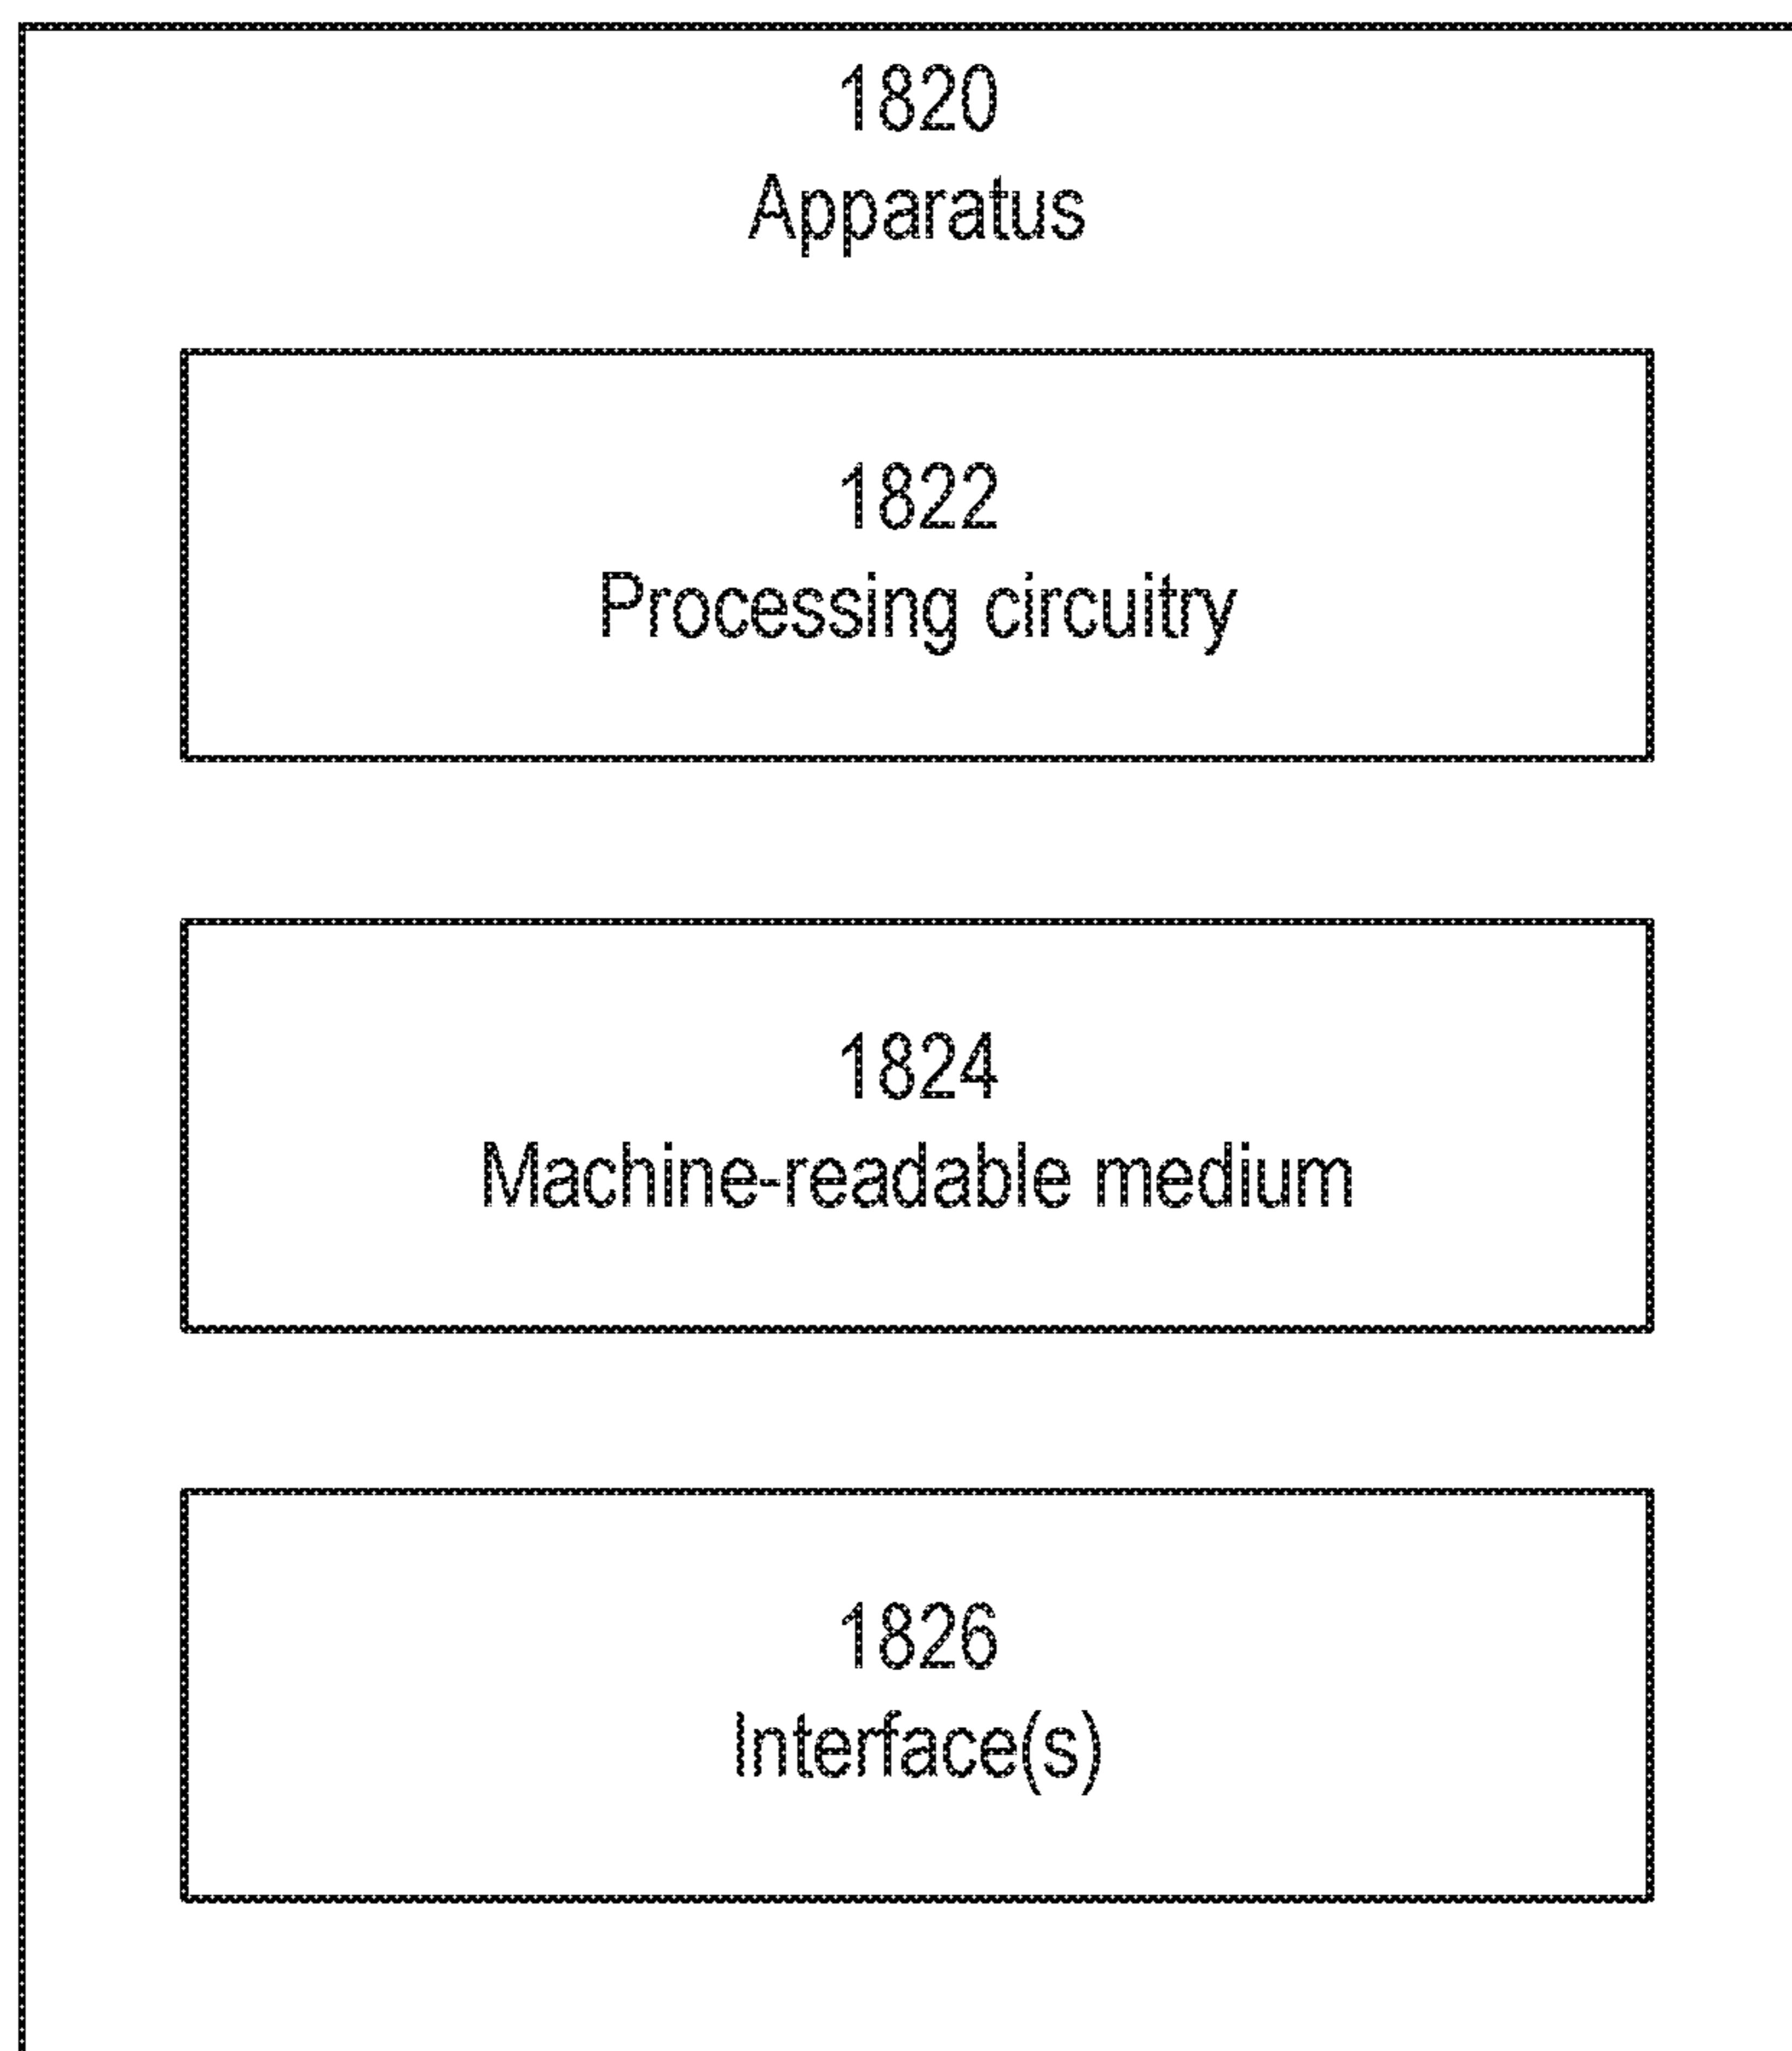 1820
Apparatus
1822
Processing circuitry
1824
Machine-readable medium
1826
Interface(s)